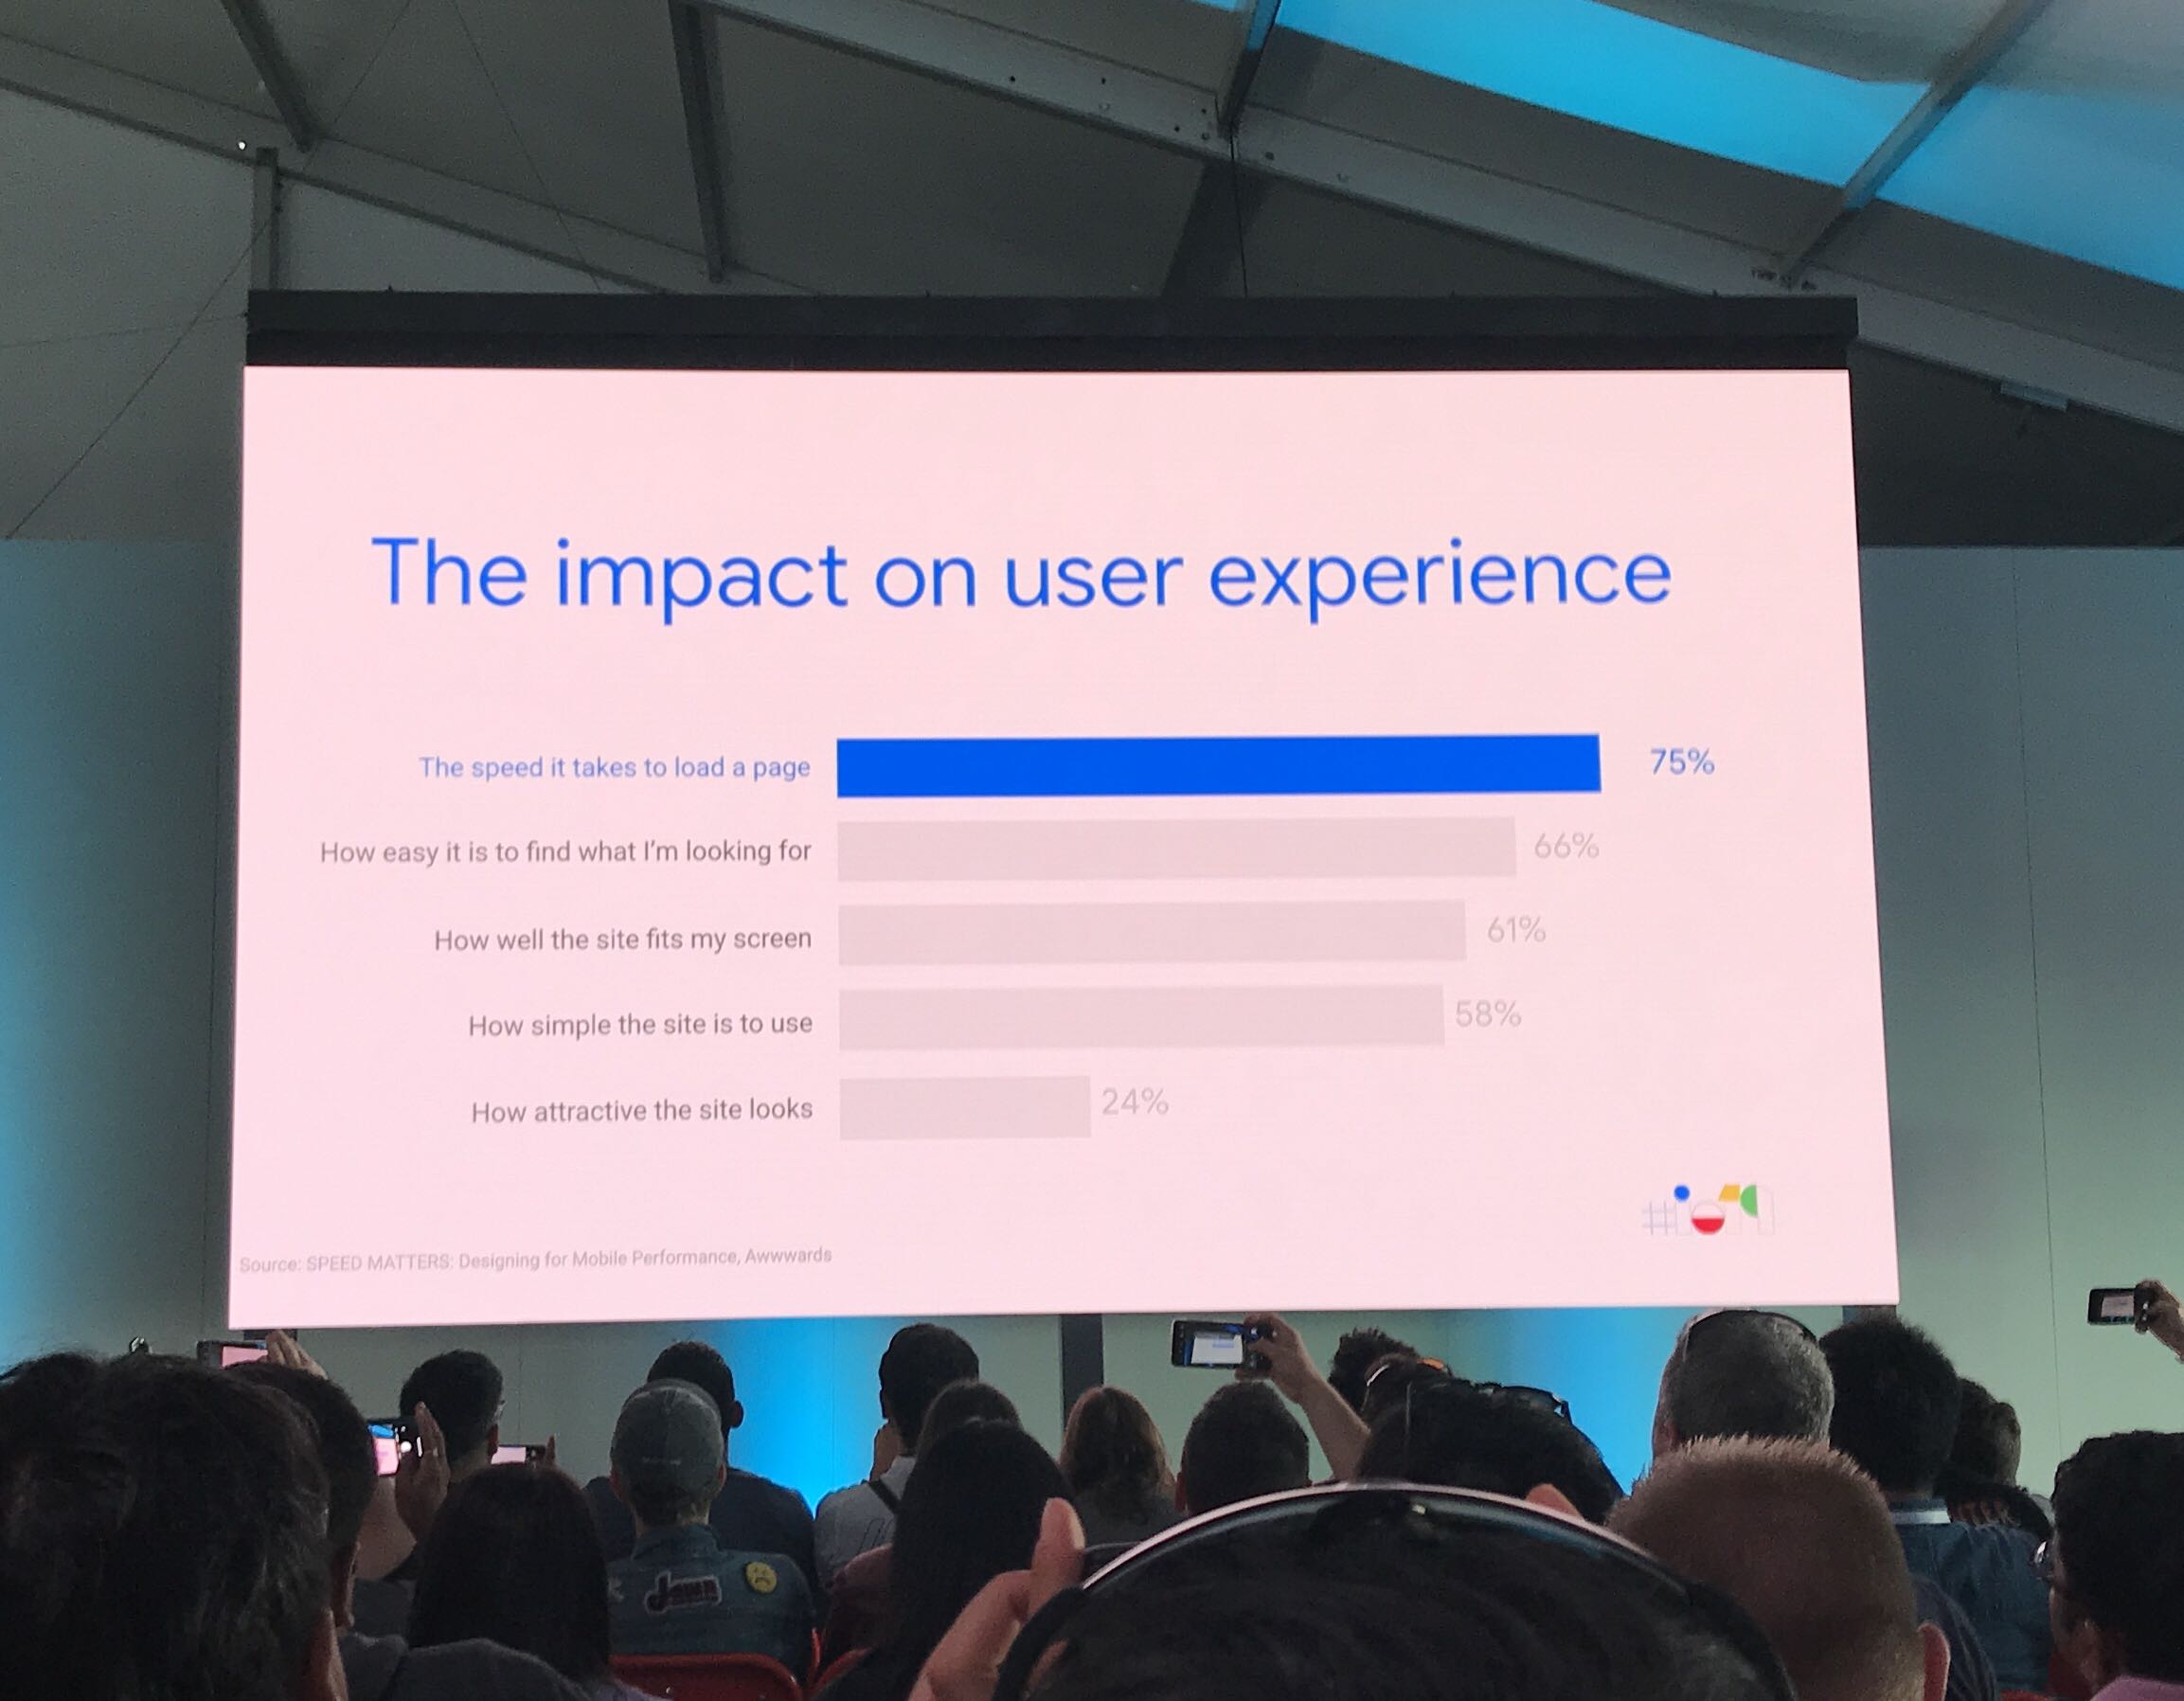 The impact on user experience
The speed it takes to load a page 75%
How easy it is to find what I'm looking for 66%
How well the site fits my screen 61%
How simple the site is to use 58%
How attractive the site looks 24%
#io19
Source: SPEED MATTERS: Designing for Mobile Performance, Awwwards
Java